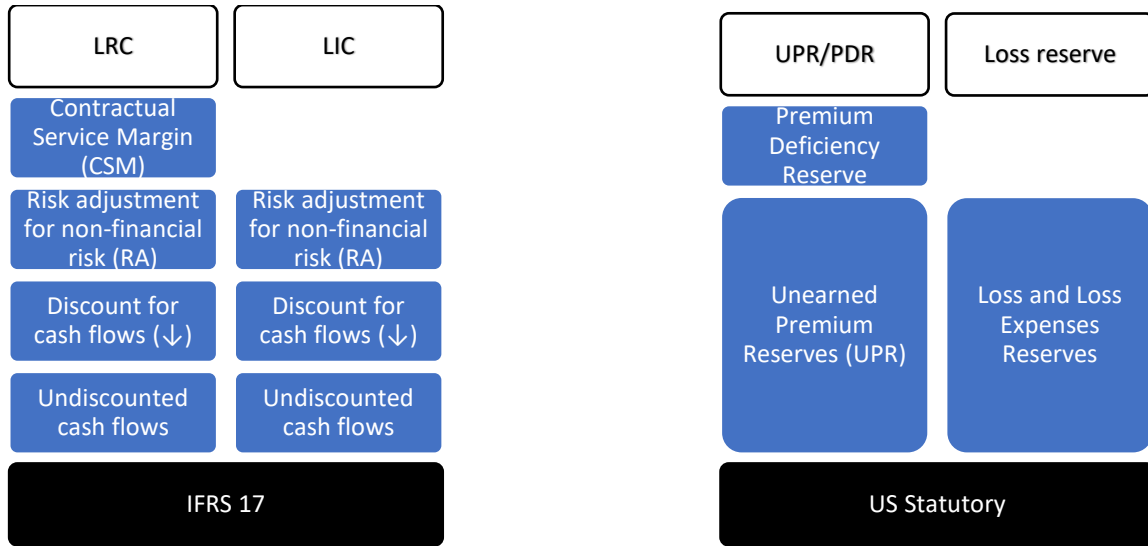 LRC
LIC
UPR/PDR
Loss reserve
Contractual
Service Margin
(CSM)
Premium
Deficiency
Reserve
Risk adjustment
for non-financial
risk (RA)
Risk adjustment
for non-financial
risk (RA)
Unearned
Premium
Reserves (UPR)
Loss and Loss
Expenses
Reserves
Discount for
cash flows (↓)
Discount for
cash flows (↓)
Undiscounted
cash flows
Undiscounted
cash flows
IFRS 17
US Statutory